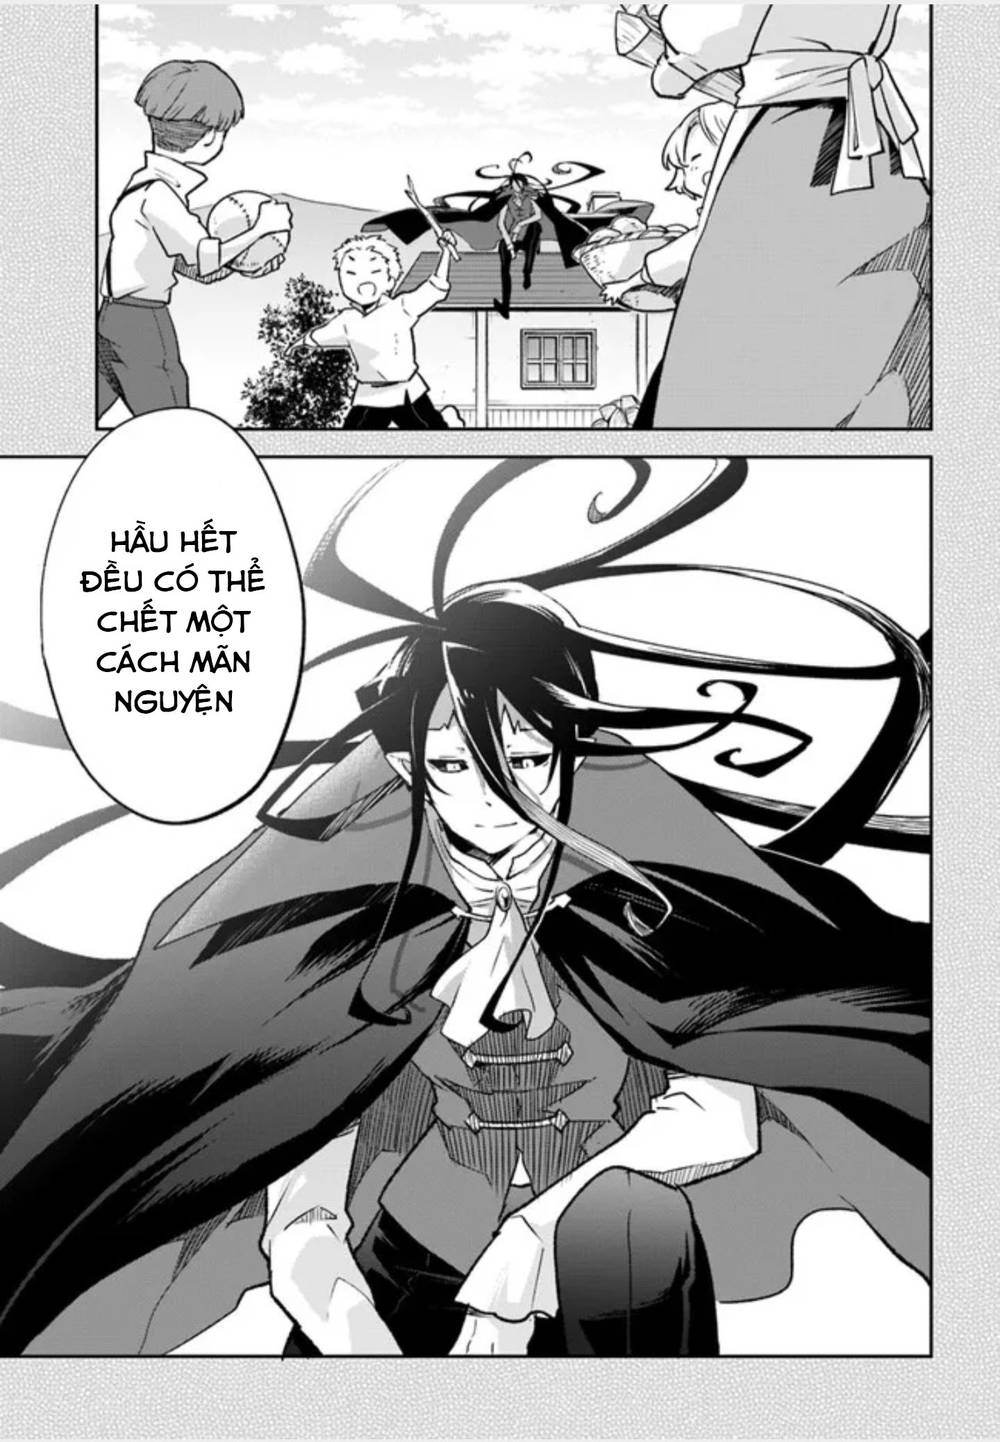 HẦU HẾT
ĐỀU CÓ THỂ
CHẾT MỘT
CÁCH MÃN
NGUYỆN